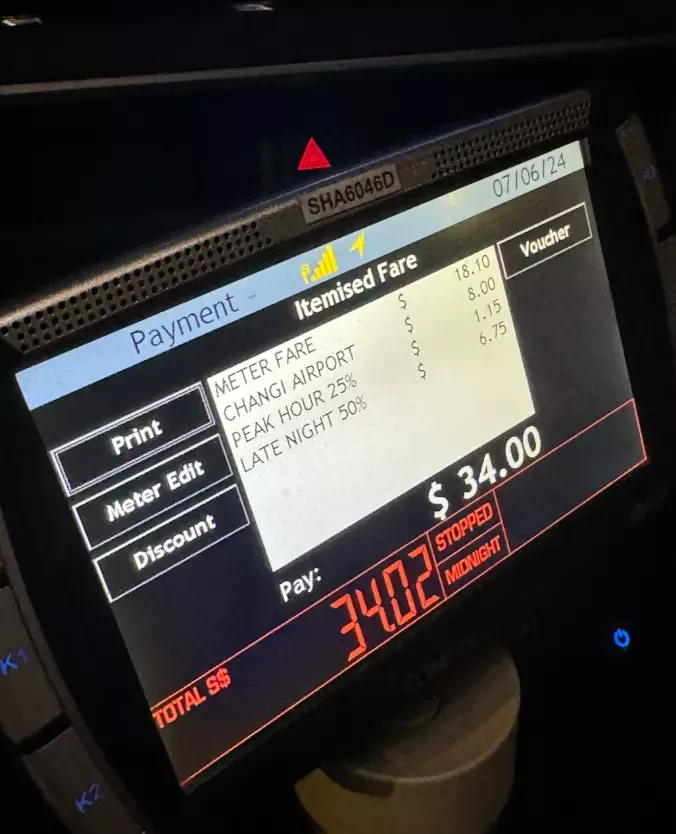 SHA6046D
07/06/24
Payment
Itemised Fare
Voucher
METER FARE $ 18.10
CHANGI AIRPORT $ 8.00
PEAK HOUR 25% $ 1.15
LATE NIGHT 50% $ 6.75
Print
Meter Edit
Discount
Pay: $ 34.00
TOTAL S$ 34.02
STOPPED
MIDNIGHT
K1
K2